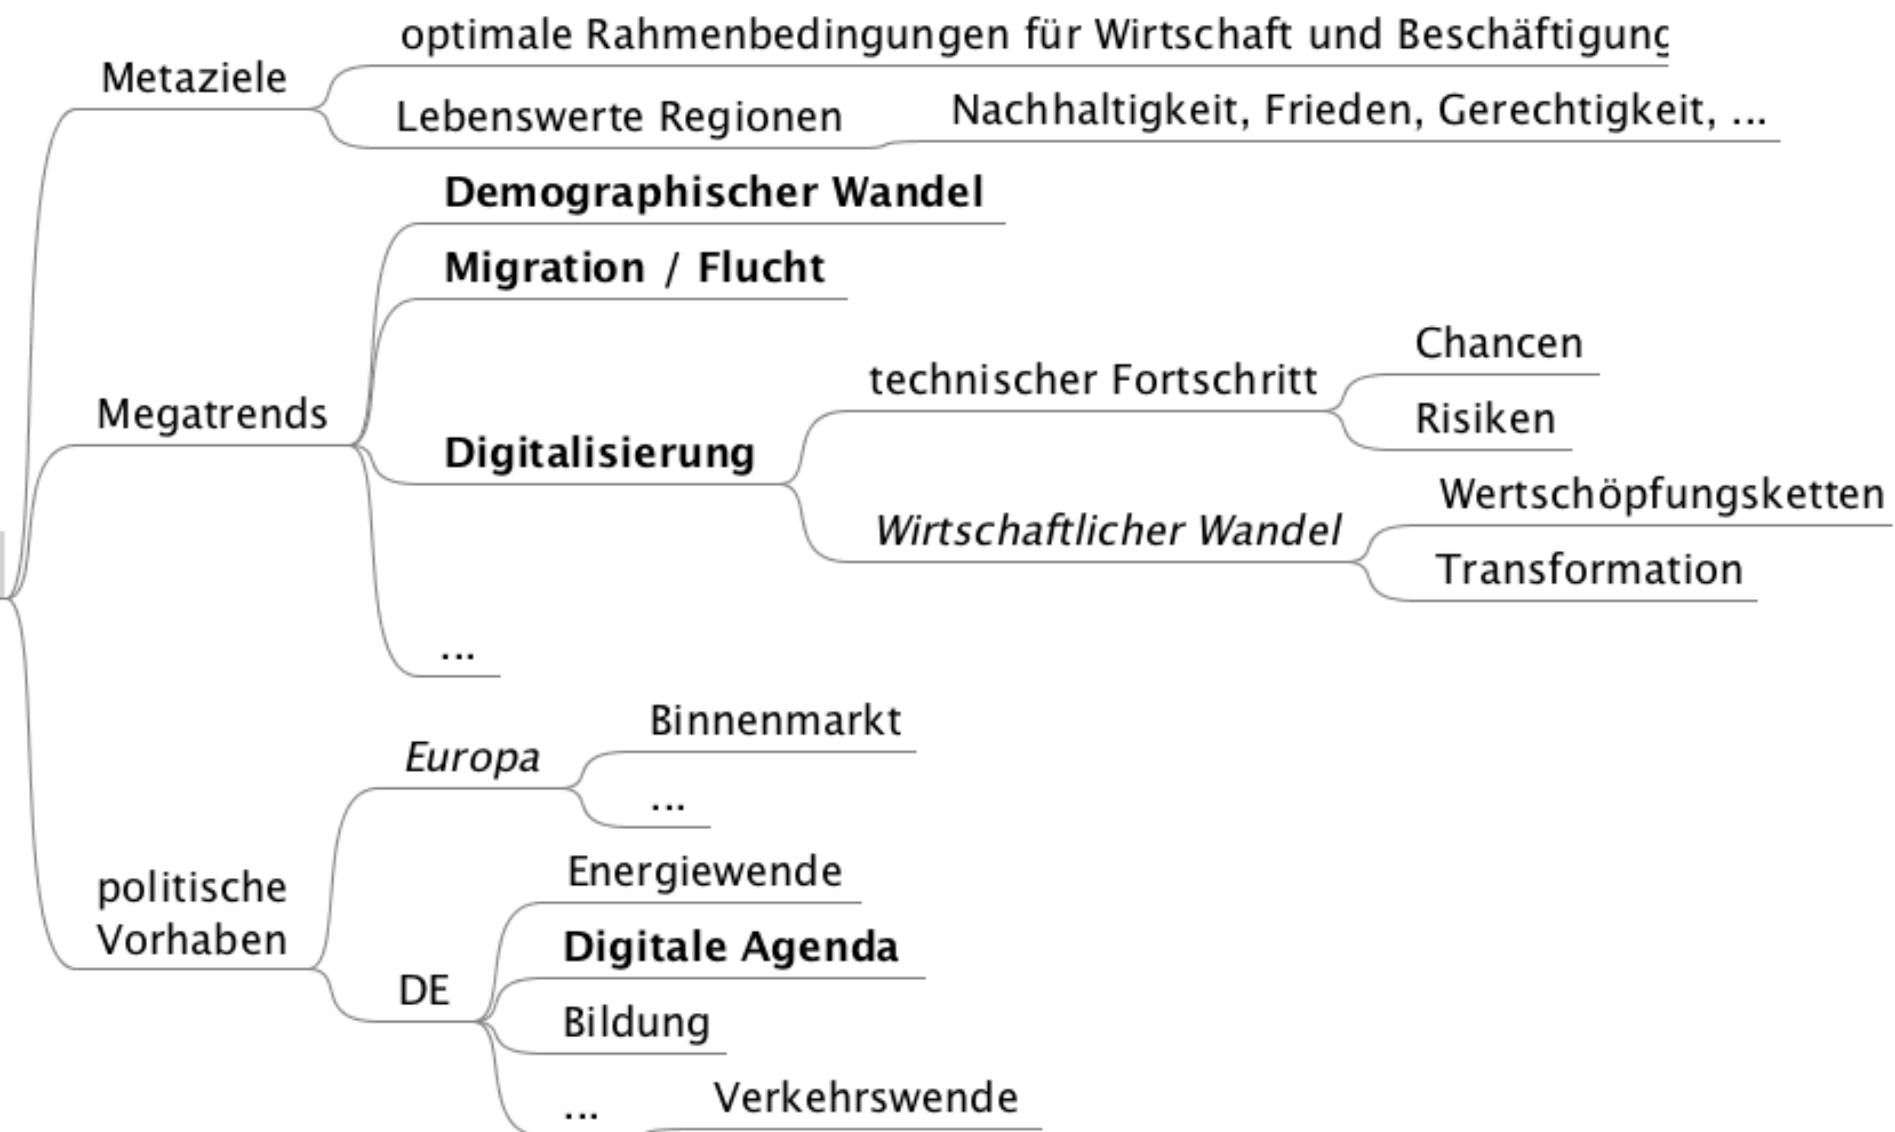 optimale Rahmenbedingungen für Wirtschaft und Beschäftigung
Metaziele
Lebenswerte Regionen
Nachhaltigkeit, Frieden, Gerechtigkeit, ...
Demographischer Wandel
Migration / Flucht
Chancen
technischer Fortschritt
Risiken
Megatrends
Digitalisierung
Wertschöpfungsketten
Wirtschaftlicher Wandel
Transformation
...
Binnenmarkt
Europa
...
Energiewende
politische
Vorhaben
Digitale Agenda
DE
Bildung
...
Verkehrswende